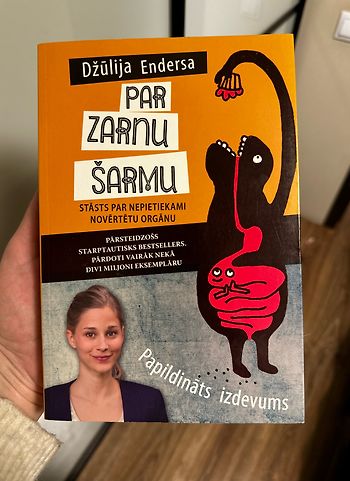 Džūlija Endersa
PAR
ZARNU
ŠARMU
STĀSTS PAR NEPIETIEKAMI
NOVĒRTĒTU ORGĀNU
PĀRSTEIDZOŠS
STARPTAUTISKS BESTSELLERS.
PĀRDOTI VAIRĀK NEKĀ
DIVI MILJONI EKSEMPLĀRU
Papildināts izdevums